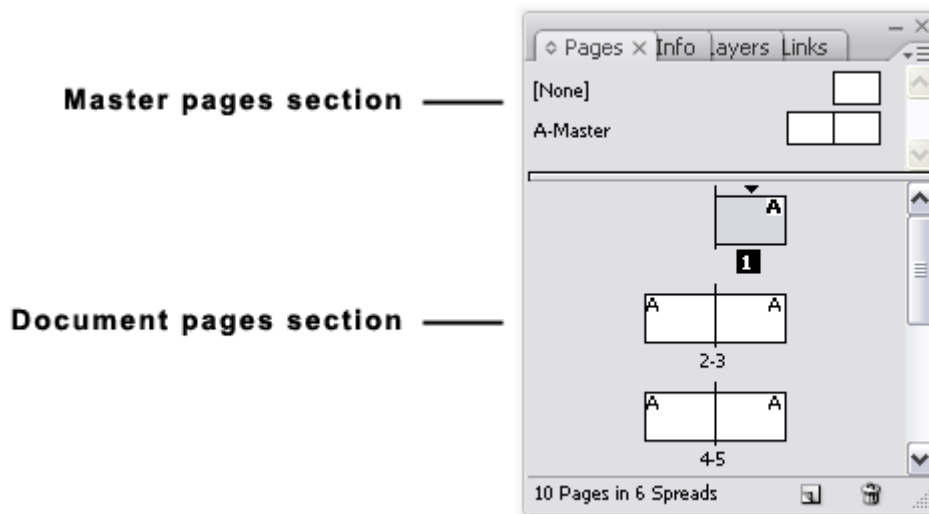 Pages Info Layers Links
Master pages section
[None]
A-Master
A
1
Document pages section
A A
2-3
A A
4-5
10 Pages in 6 Spreads